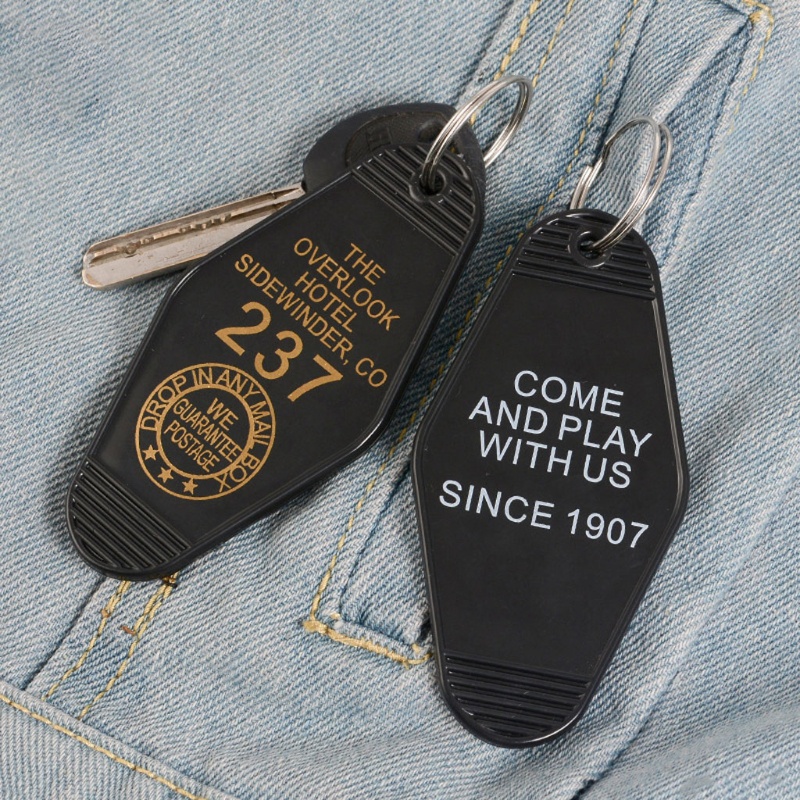 THE
OVERLOOK
HOTEL
SIDEWINDER, CO
237
DROP IN ANY MAIL BOX
WE
GUARANTEE
POSTAGE
COME
AND PLAY
WITH US
SINCE 1907